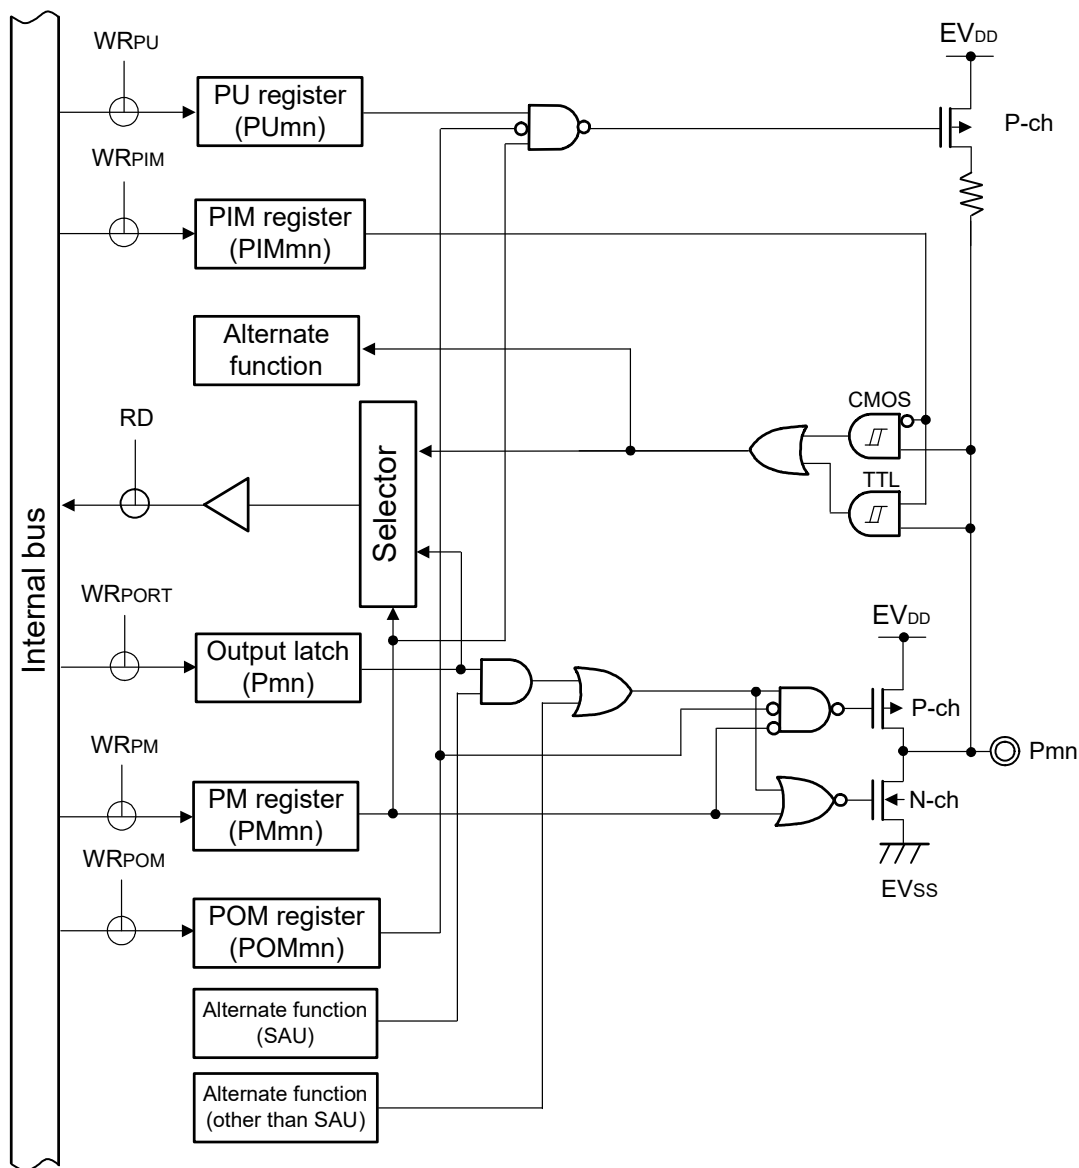 EVDD
WRPU
PU register
(PUmn)
P-ch
WRPIM
PIM register
(PIMmn)
Alternate
function
CMOS
RD
TTL
Selector
Internal bus
WRPORT
EVDD
Output latch
(Pmn)
P-ch
Pmn
WRPM
PM register
(PMmn)
N-ch
WRPOM
EVSS
POM register
(POMmn)
Alternate function
(SAU)
Alternate function
(other than SAU)